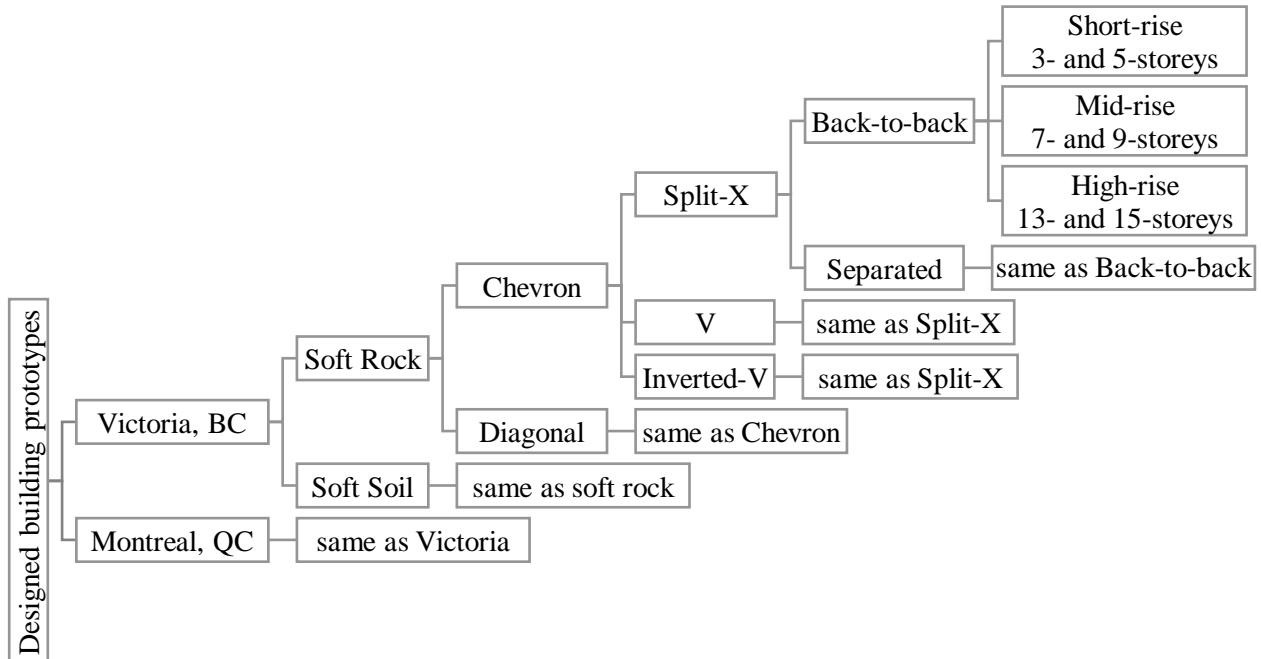 Designed building prototypes
Victoria, BC
Soft Rock
Chevron
Split-X
Back-to-back
Short-rise
3- and 5-storeys
Mid-rise
7- and 9-storeys
High-rise
13- and 15-storeys
Separated
same as Back-to-back
V
same as Split-X
Inverted-V
same as Split-X
Diagonal
same as Chevron
Soft Soil
same as soft rock
Montreal, QC
same as Victoria